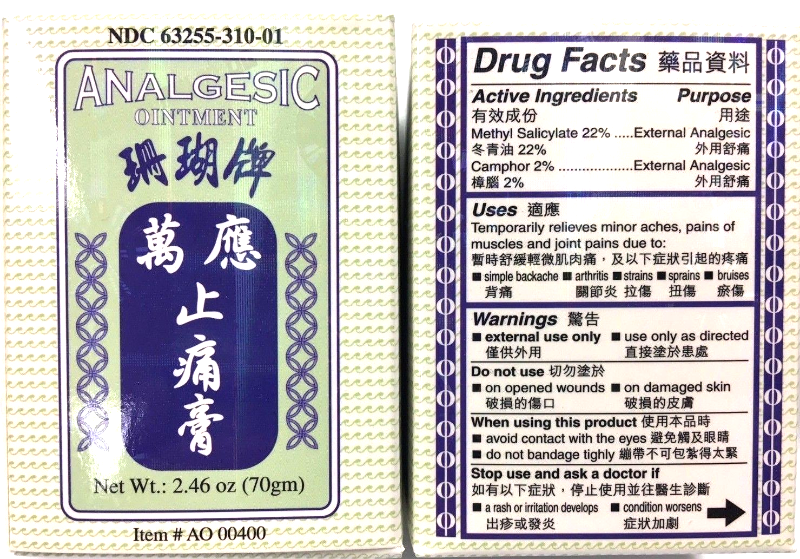 NDC 63255-310-01
ANALGESIC
OINTMENT
珊瑚牌
萬應
止
痛
膏
Net Wt.: 2.46 oz (70gm)
Item # AO 00400
Drug Facts 藥品資料
Active Ingredients Purpose
有效成份 用途
Methyl Salicylate 22% .....External Analgesic
冬青油 22% 外用舒痛
Camphor 2% ......................External Analgesic
樟腦 2% 外用舒痛
Uses 適應
Temporarily relieves minor aches, pains of
muscles and joint pains due to:
暫時舒緩輕微肌肉痛，及以下症狀引起的疼痛
■ simple backache ■ arthritis ■ strains ■ sprains ■ bruises
背痛 關節炎 拉傷 扭傷 瘀傷
Warnings 驚告
■ external use only ■ use only as directed
僅供外用 直接塗於患處
Do not use 切勿塗於
■ on opened wounds ■ on damaged skin
破損的傷口 破損的皮膚
When using this product 使用本品時
■ avoid contact with the eyes 避免觸及眼睛
■ do not bandage tighly 繃帶不可包紮得太緊
Stop use and ask a doctor if
如有以下症狀，停止使用並往醫生診斷
■ a rash or irritation develops ■ condition worsens
出疹或發炎 症狀加劇